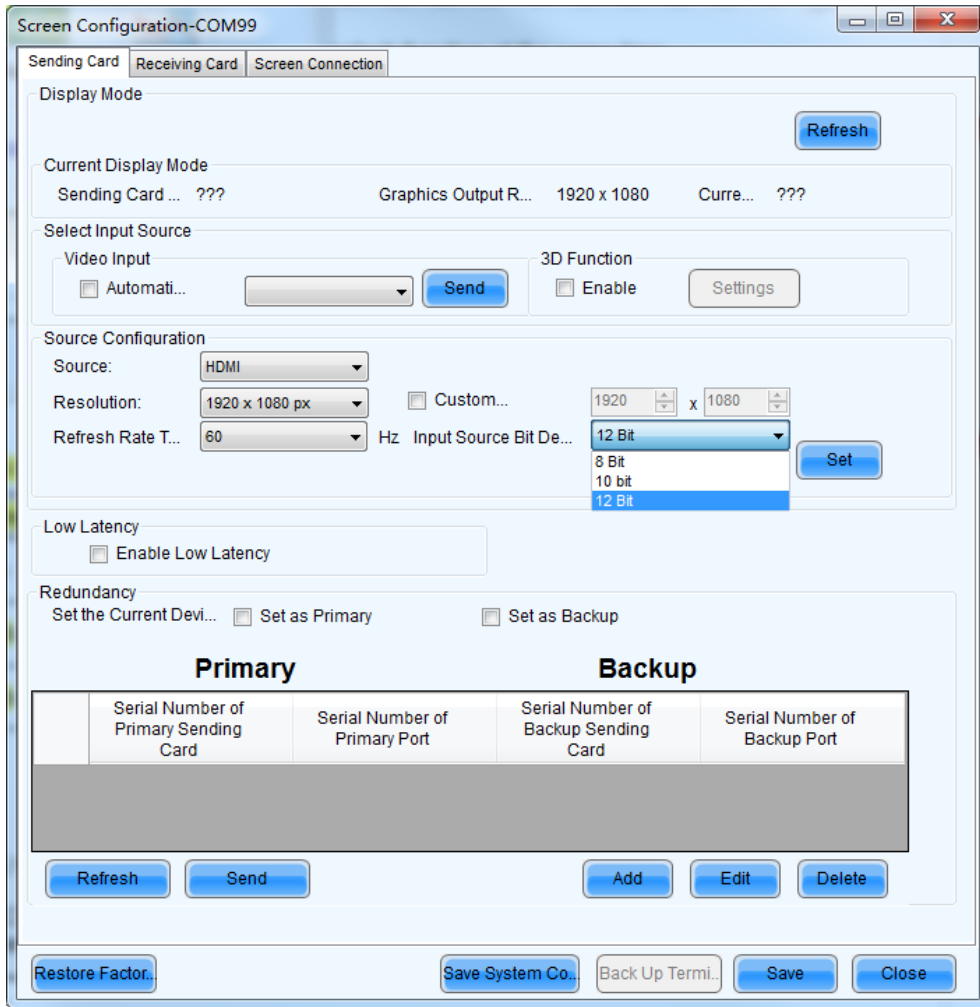 Screen Configuration-COM99
Sending Card Receiving Card Screen Connection
Display Mode
Refresh
Current Display Mode
Sending Card ... ??? Graphics Output R... 1920 x 1080 Curre... ???
Select Input Source
Video Input 3D Function
Automati... Send Enable Settings
Source Configuration
Source: HDMI
Resolution: 1920 x 1080 px Custom... 1920 x 1080
Refresh Rate T... 60 Hz Input Source Bit De... 12 Bit
8 Bit
Set
10 bit
12 Bit
Low Latency
Enable Low Latency
Redundancy
Set the Current Devi... Set as Primary Set as Backup
Primary Backup
Serial Number of Primary Sending Card Serial Number of Primary Port Serial Number of Backup Sending Card Serial Number of Backup Port
Refresh Send Add Edit Delete
Restore Factor... Save System Co... Back Up Termi... Save Close